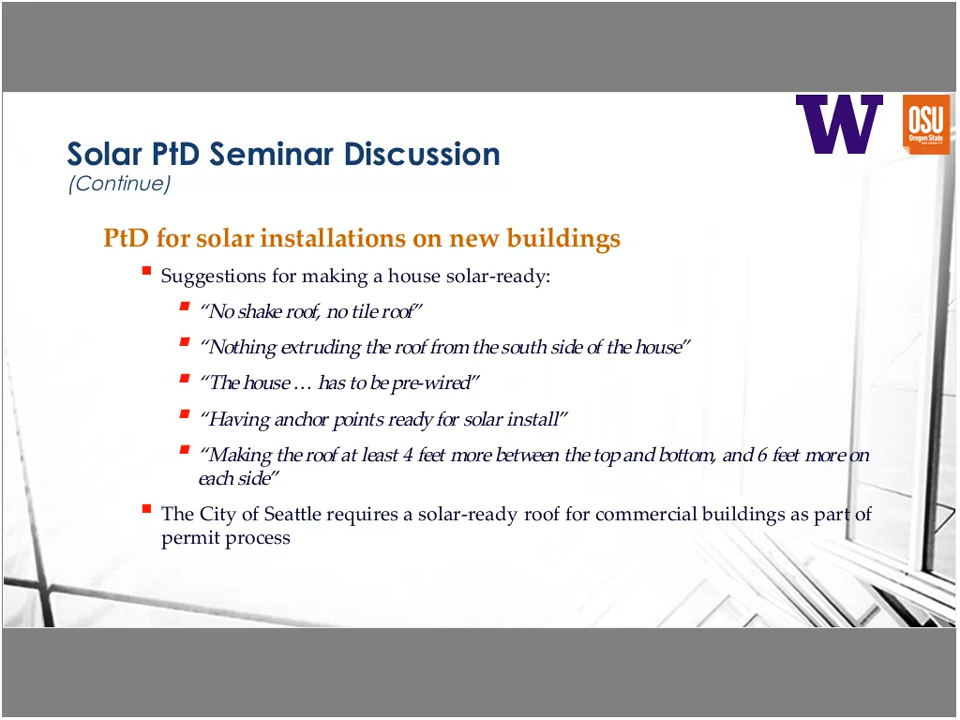 W
OSU
Oregon State
UNIVERSITY
Solar PtD Seminar Discussion
(Continue)
PtD for solar installations on new buildings
Suggestions for making a house solar-ready:
“No shake roof, no tile roof”
“Nothing extruding the roof from the south side of the house”
“The house … has to be pre-wired”
“Having anchor points ready for solar install”
“Making the roof at least 4 feet more between the top and bottom, and 6 feet more on
each side”
The City of Seattle requires a solar-ready roof for commercial buildings as part of
permit process